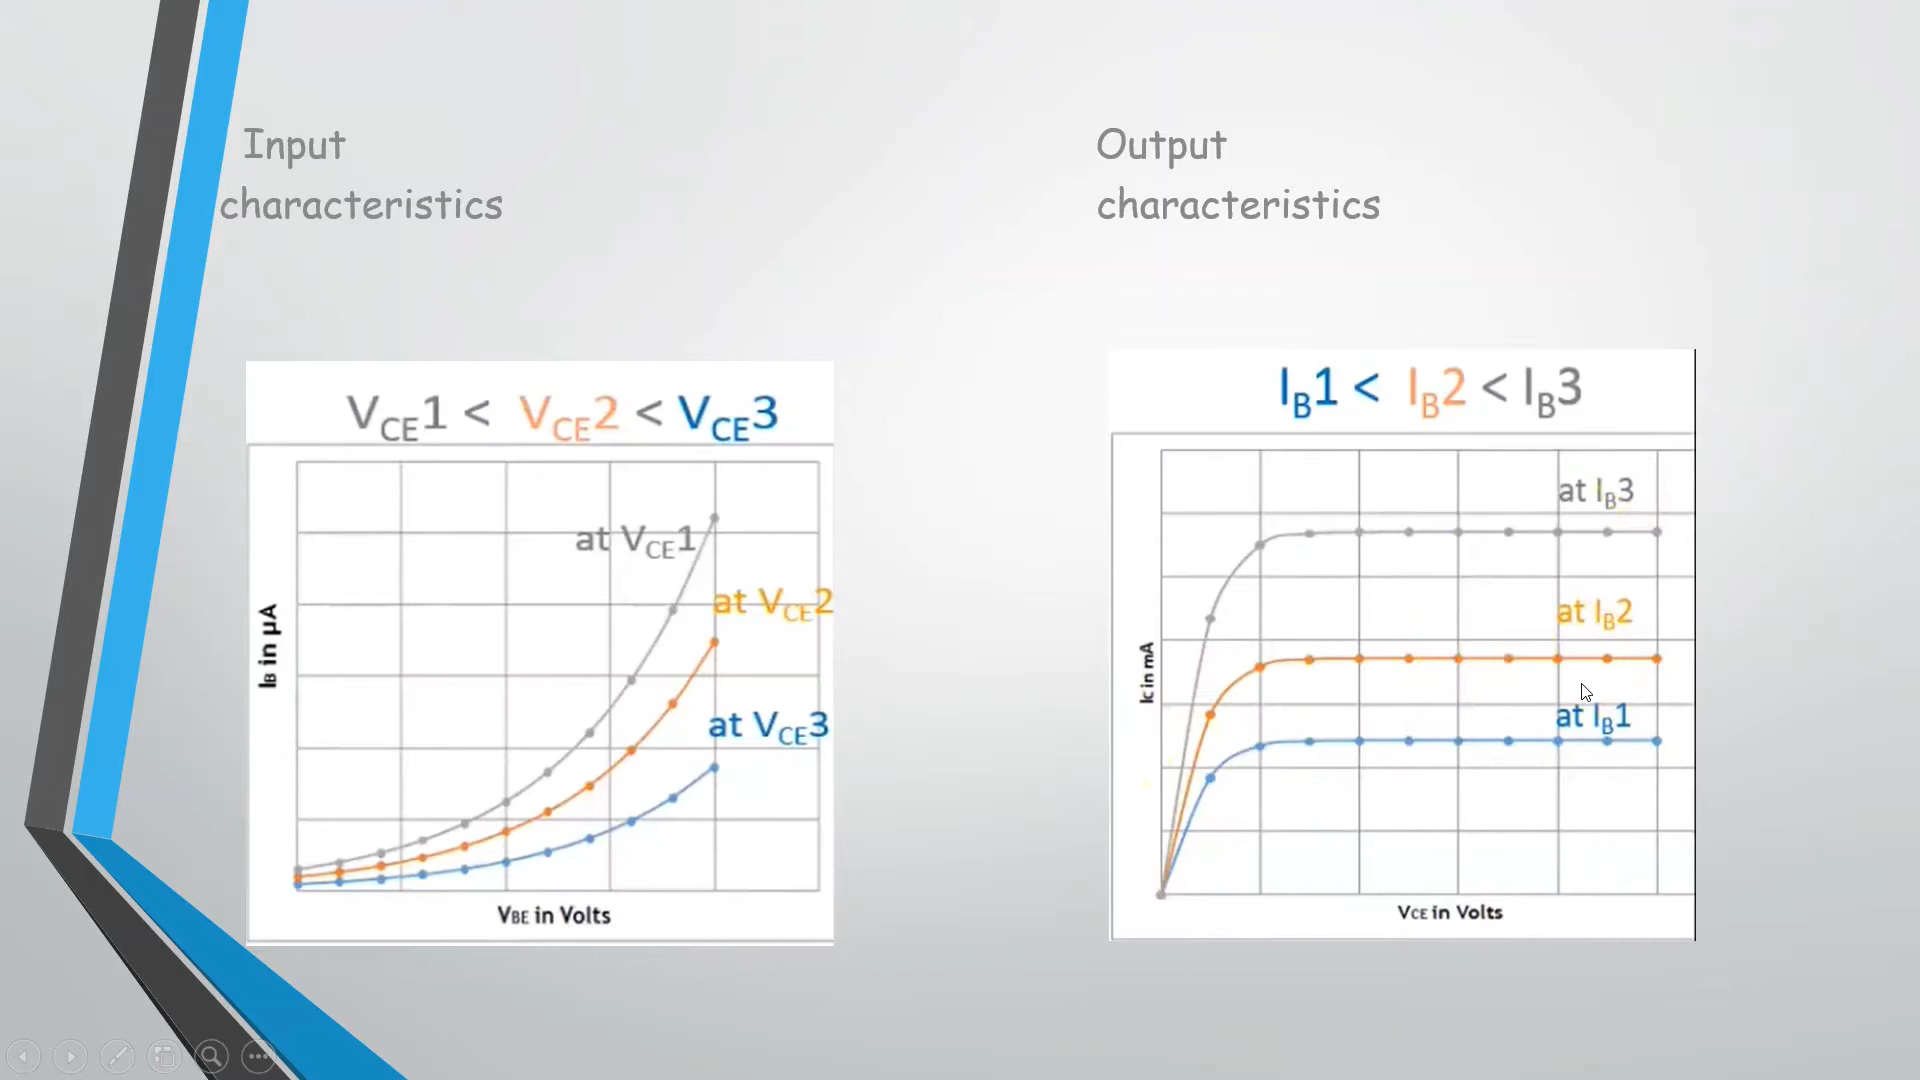 Input
characteristics
VCE1 < VCE2 < VCE3
at VCE1
at VCE2
at VCE3
IB in µA
VBE in Volts
Output
characteristics
IB1 < IB2 < IB3
at IB3
at IB2
at IB1
IC in mA
VCE in Volts